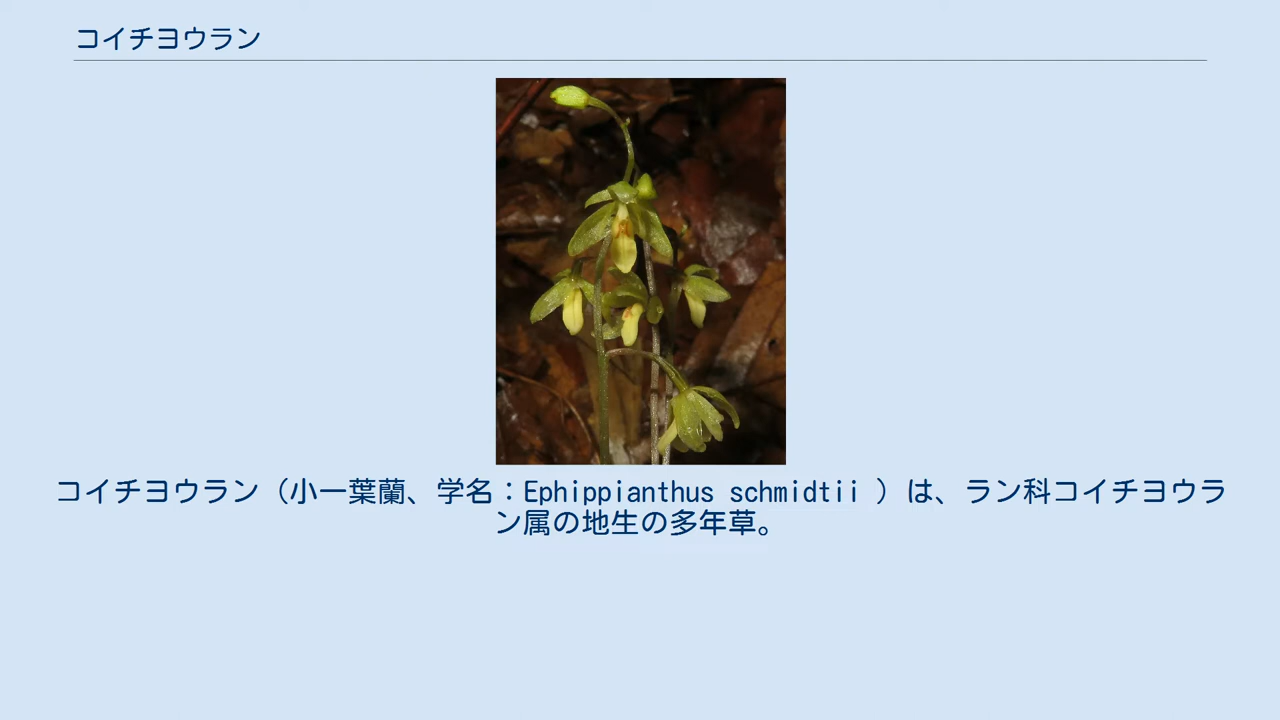 コイチヨウラン
コイチヨウラン（小一葉蘭、学名：Ephippianthus schmidtii ）は、ラン科コイチヨウラ
ン属の地生の多年草。